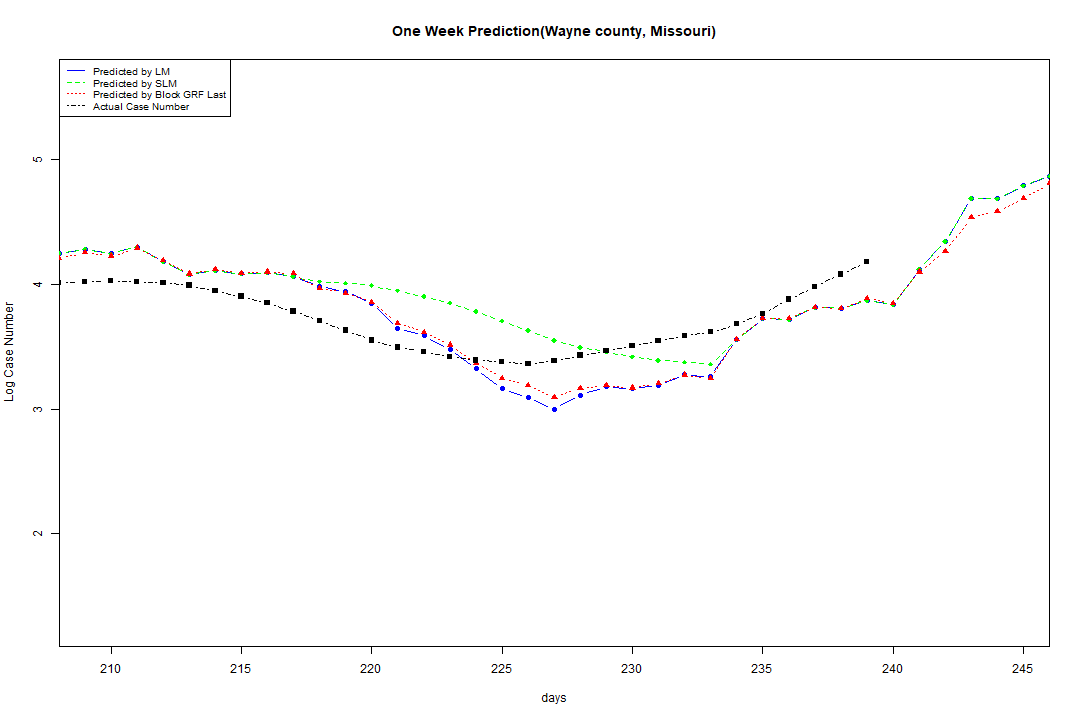 One Week Prediction(Wayne county, Missouri)
Predicted by LM
Predicted by SLM
Predicted by Block GRF Last
Actual Case Number
Log Case Number
5
4
3
2
210 215 220 225 230 235 240 245
days